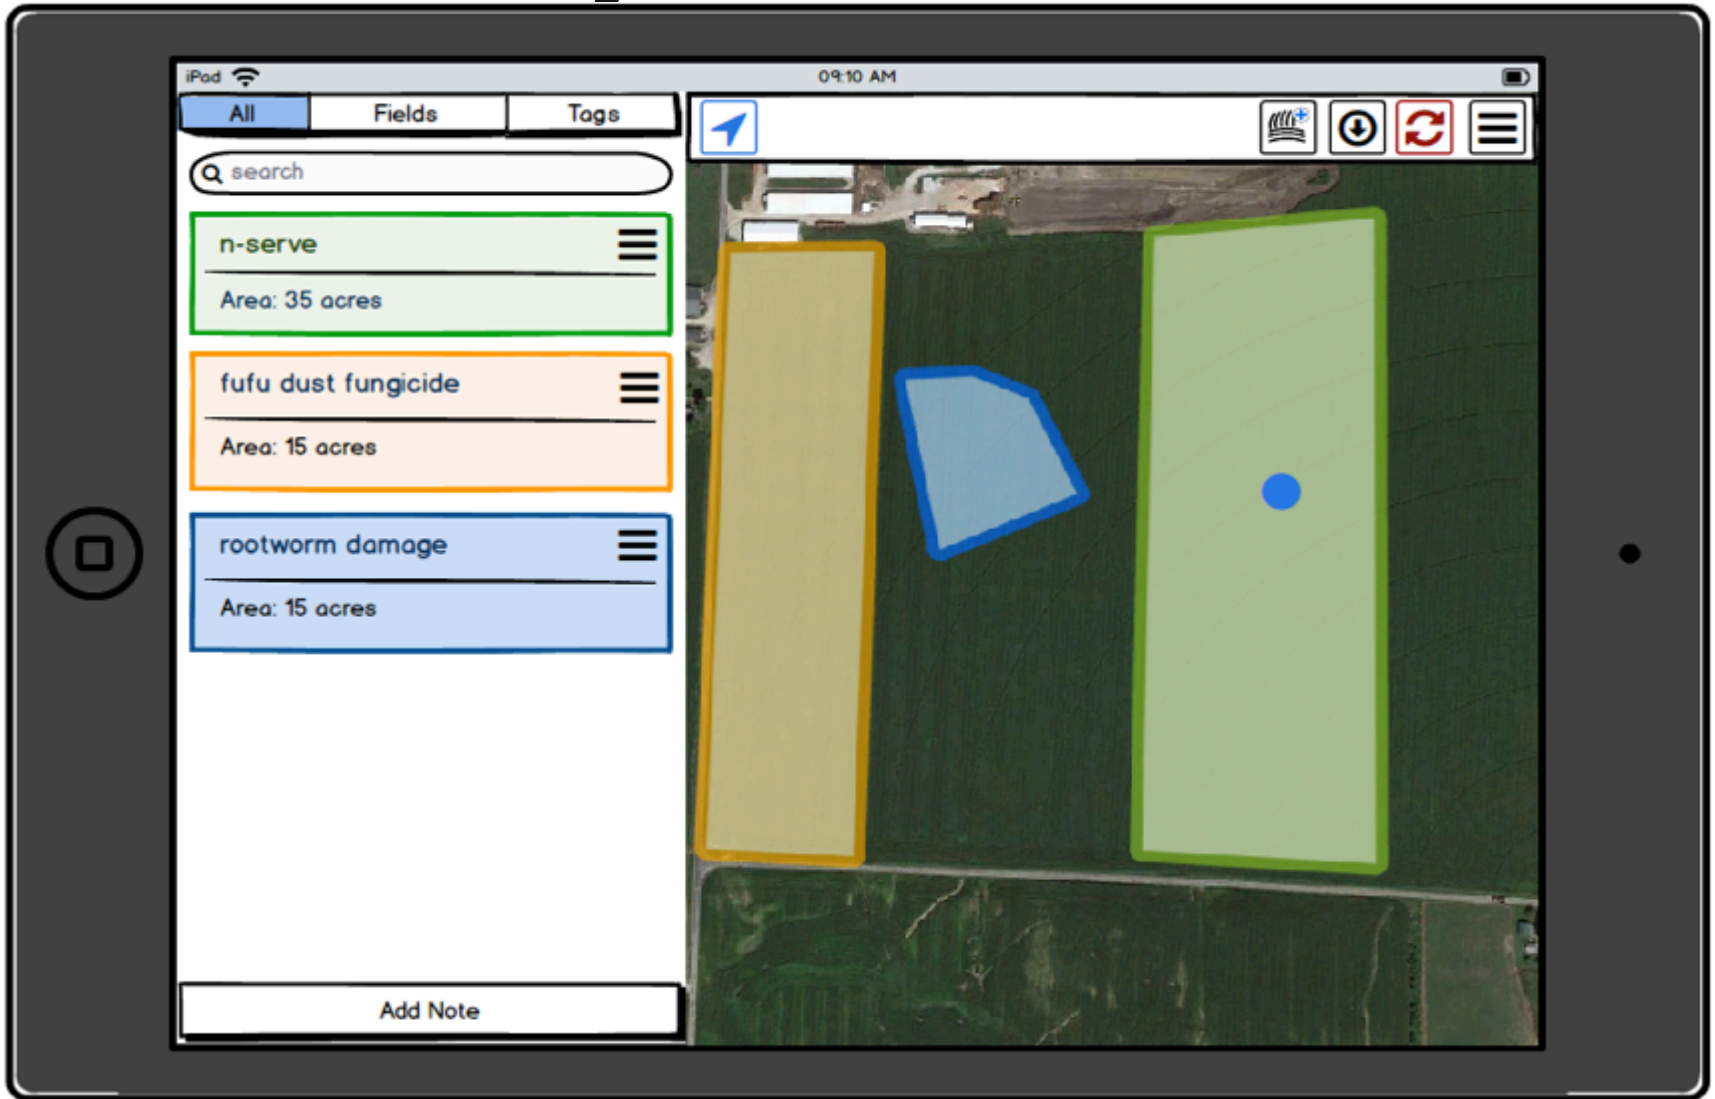 iPad
09:10 AM
All
Fields
Tags
search
n-serve
Area: 35 acres
fufu dust fungicide
Area: 15 acres
rootworm damage
Area: 15 acres
Add Note